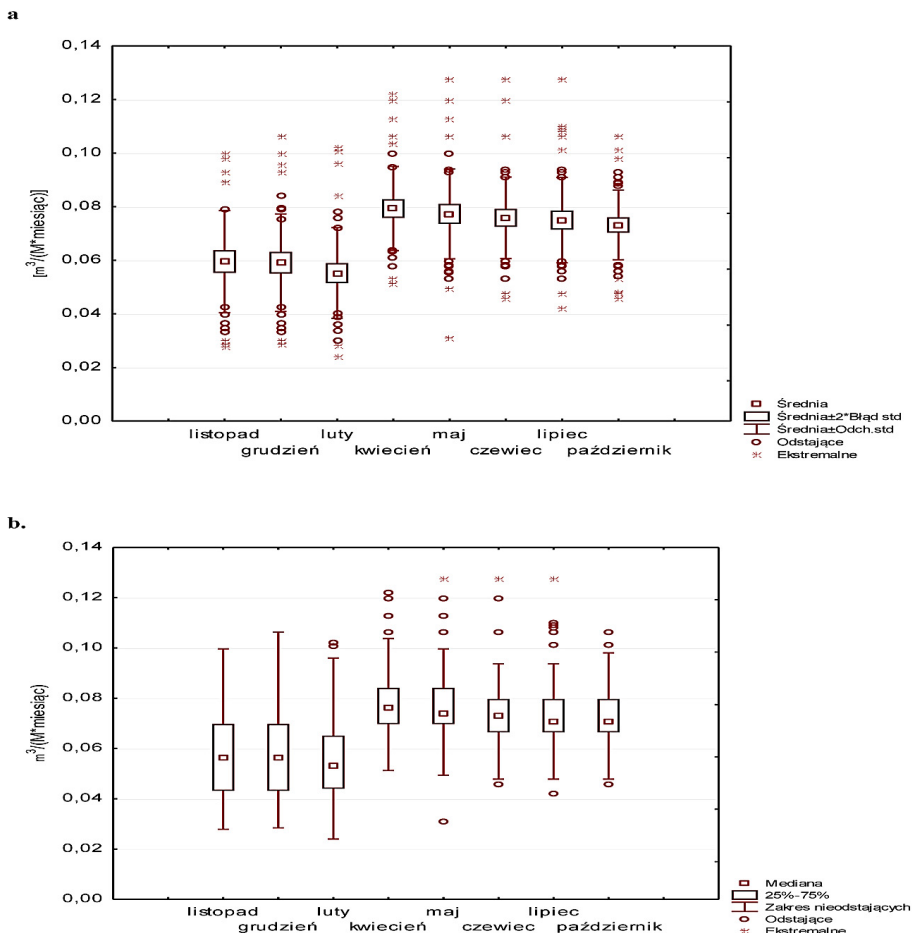 a
0,14
0,12
0,10
0,08
0,06
0,04
0,02
0,00
[m³/(M*miesiąc)]
listopad luty maj lipiec
grudzień kwiecień czewiec październik
Średnia
Średnia±2*Błąd std
Średnia±Odch.std
Odstające
Ekstremalne
b.
0,14
0,12
0,10
0,08
0,06
0,04
0,02
0,00
m³/(M*miesiąc)
listopad luty maj lipiec
grudzień kwiecień czewiec październik
Mediana
25%-75%
Zakres nieodstających
Odstające
Ekstremalne